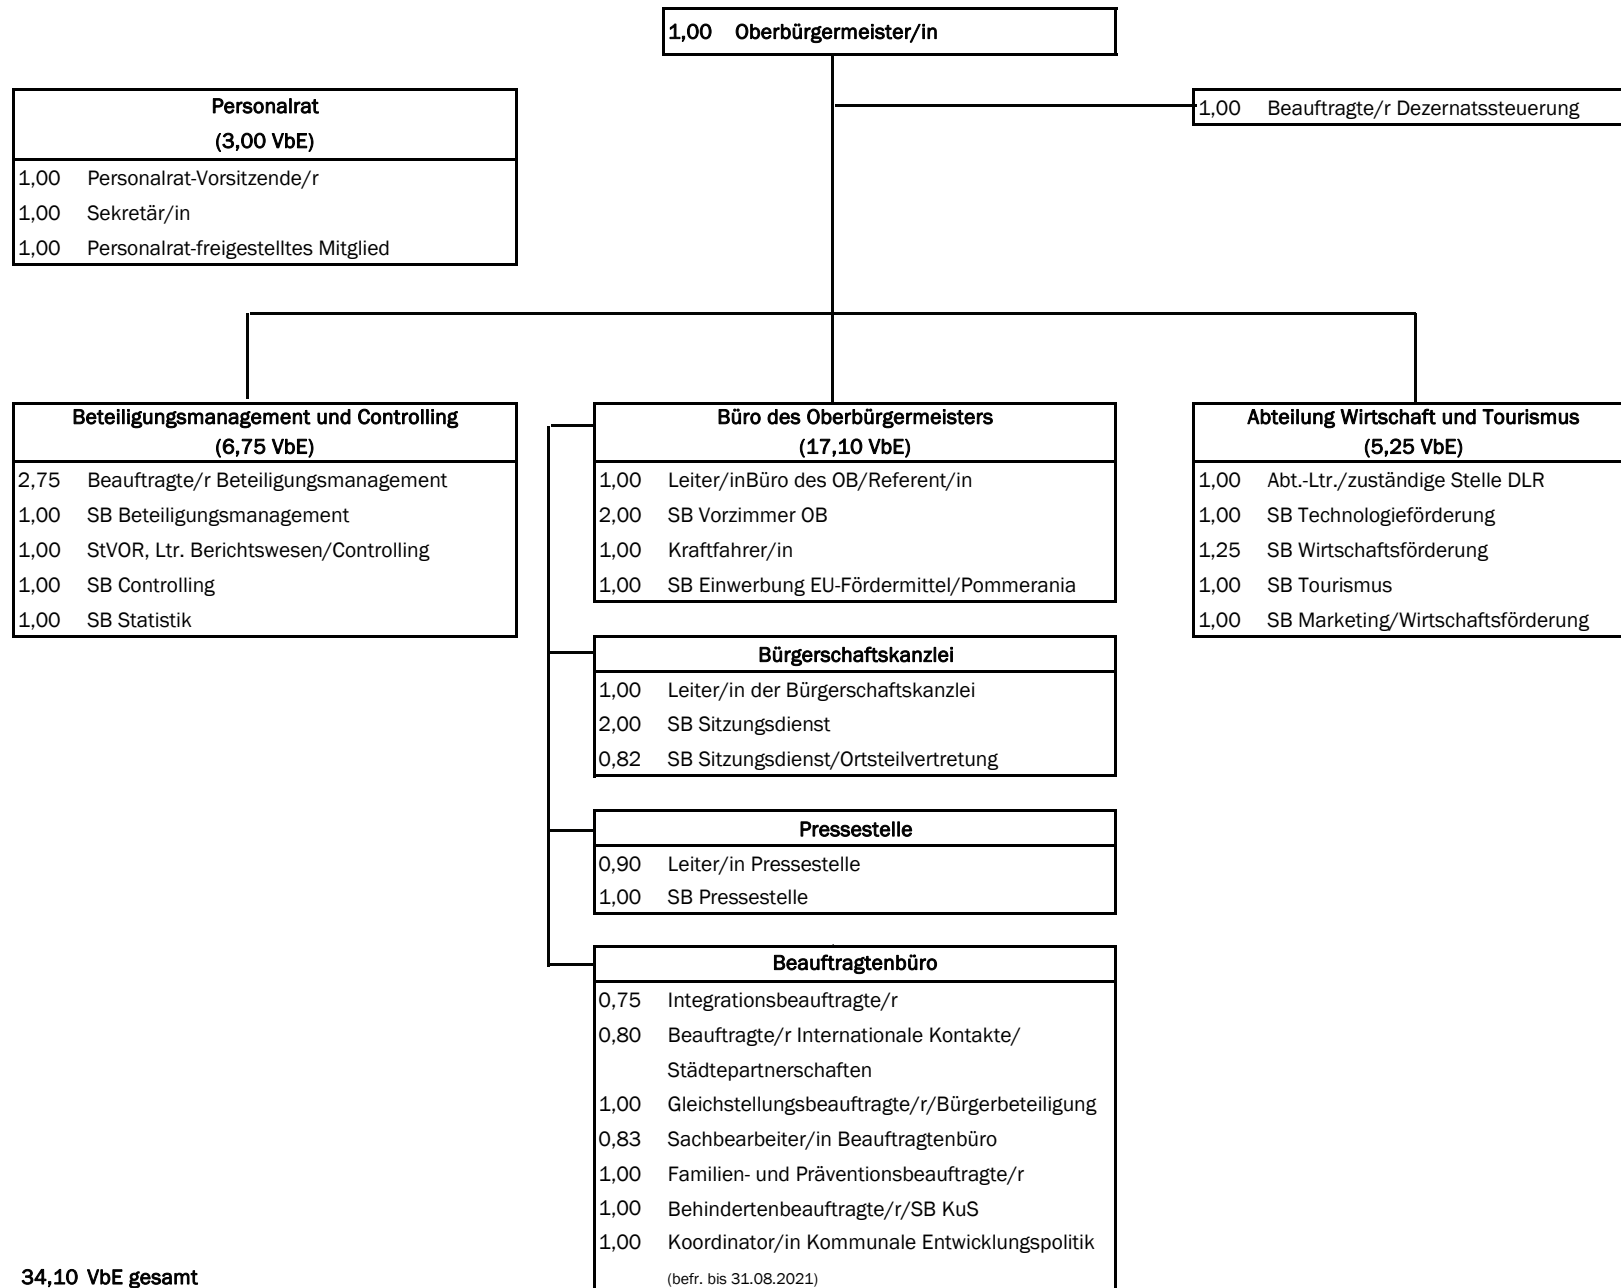 1,00 Oberbürgermeister/in
Personalrat
(3,00 VbE)
1,00 Personalrat-Vorsitzende/r
1,00 Sekretär/in
1,00 Personalrat-freigestelltes Mitglied
1,00 Beauftragte/r Dezernatssteuerung
Beteiligungsmanagement und Controlling
(6,75 VbE)
2,75 Beauftragte/r Beteiligungsmanagement
1,00 SB Beteiligungsmanagement
1,00 StVOR, Ltr. Berichtswesen/Controlling
1,00 SB Controlling
1,00 SB Statistik
Büro des Oberbürgermeisters
(17,10 VbE)
1,00 Leiter/inBüro des OB/Referent/in
2,00 SB Vorzimmer OB
1,00 Kraftfahrer/in
1,00 SB Einwerbung EU-Fördermittel/Pommerania
Abteilung Wirtschaft und Tourismus
(5,25 VbE)
1,00 Abt.-Ltr./zuständige Stelle DLR
1,00 SB Technologieförderung
1,25 SB Wirtschaftsförderung
1,00 SB Tourismus
1,00 SB Marketing/Wirtschaftsförderung
Bürgerschaftskanzlei
1,00 Leiter/in der Bürgerschaftskanzlei
2,00 SB Sitzungsdienst
0,82 SB Sitzungsdienst/Ortsteilvertretung
Pressestelle
0,90 Leiter/in Pressestelle
1,00 SB Pressestelle
Beauftragtenbüro
0,75 Integrationsbeauftragte/r
0,80 Beauftragte/r Internationale Kontakte/
Städtepartnerschaften
1,00 Gleichstellungsbeauftragte/r/Bürgerbeteiligung
0,83 Sachbearbeiter/in Beauftragtenbüro
1,00 Familien- und Präventionsbeauftragte/r
1,00 Behindertenbeauftragte/r/SB KuS
1,00 Koordinator/in Kommunale Entwicklungspolitik
(befr. bis 31.08.2021)
34,10 VbE gesamt